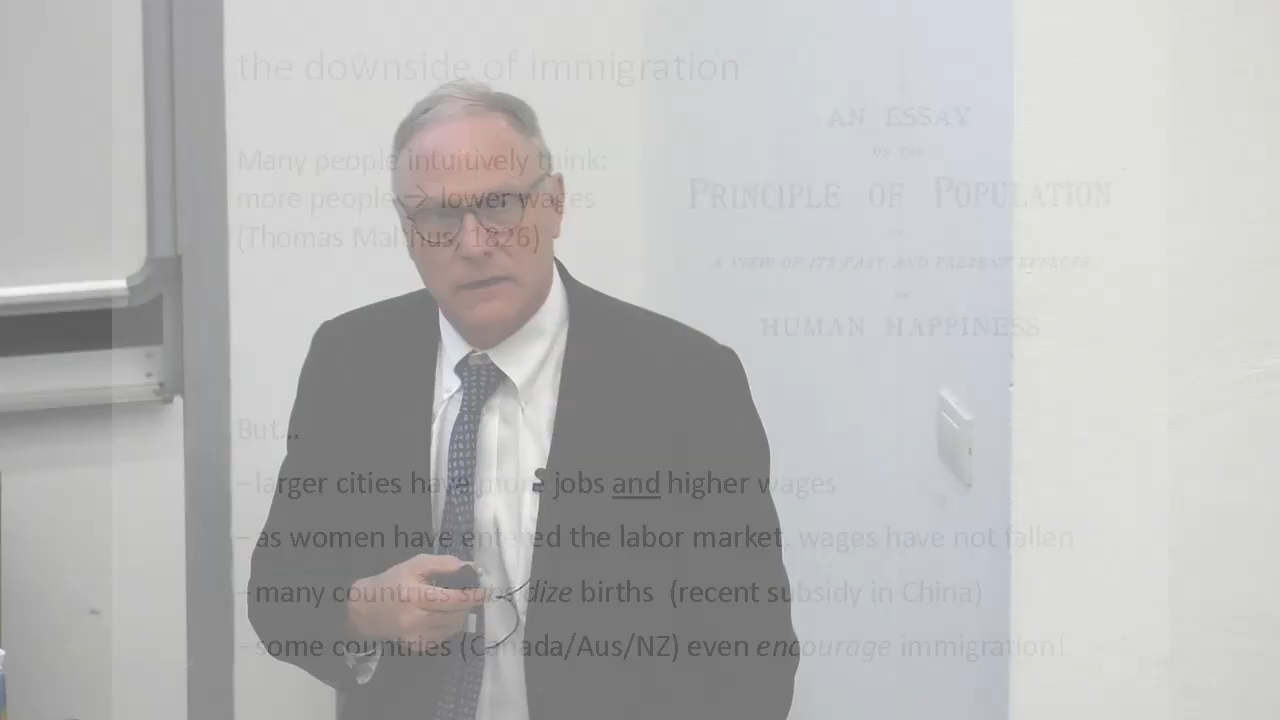 the downside of immigration
Many people intuitively think:
more people => lower wages
(Thomas Malthus, 1826)
AN ESSAY
ON THE
PRINCIPLE OF POPULATION
A VIEW OF ITS PAST AND PRESENT EFFECTS
ON
HUMAN HAPPINESS
But...
– larger cities have more jobs and higher wages
– as women have entered the labor market, wages have not fallen
– many countries subsidize births (recent subsidy in China)
– some countries (Canada/Aus/NZ) even encourage immigration!